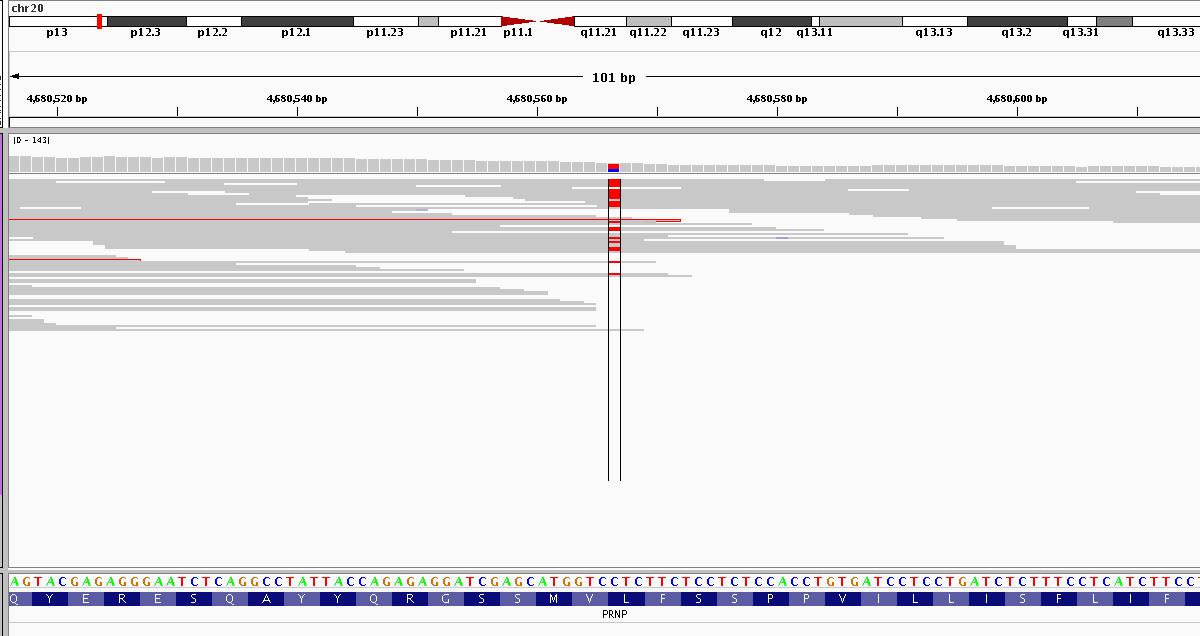 chr20
p13 p12.3 p12.2 p12.1 p11.23 p11.21 p11.1 q11.21 q11.22 q11.23 q12 q13.11 q13.13 q13.2 q13.31 q13.33
101 bp
4,680,520 bp 4,680,540 bp 4,680,560 bp 4,680,580 bp 4,680,600 bp
[0 - 143]
AGTACGAGAGGGAATCTCAGGCCTATTACCAGAGAGGATCGAGCATGGTCCTCTTCTCCTCTCCACCTGTGATCCTCCTGATCTCTTTCCTCATCTTCC
Q Y E R E S Q A Y Y Q R G S S M V L F S S P P V I L L I S F L I F
PRNP